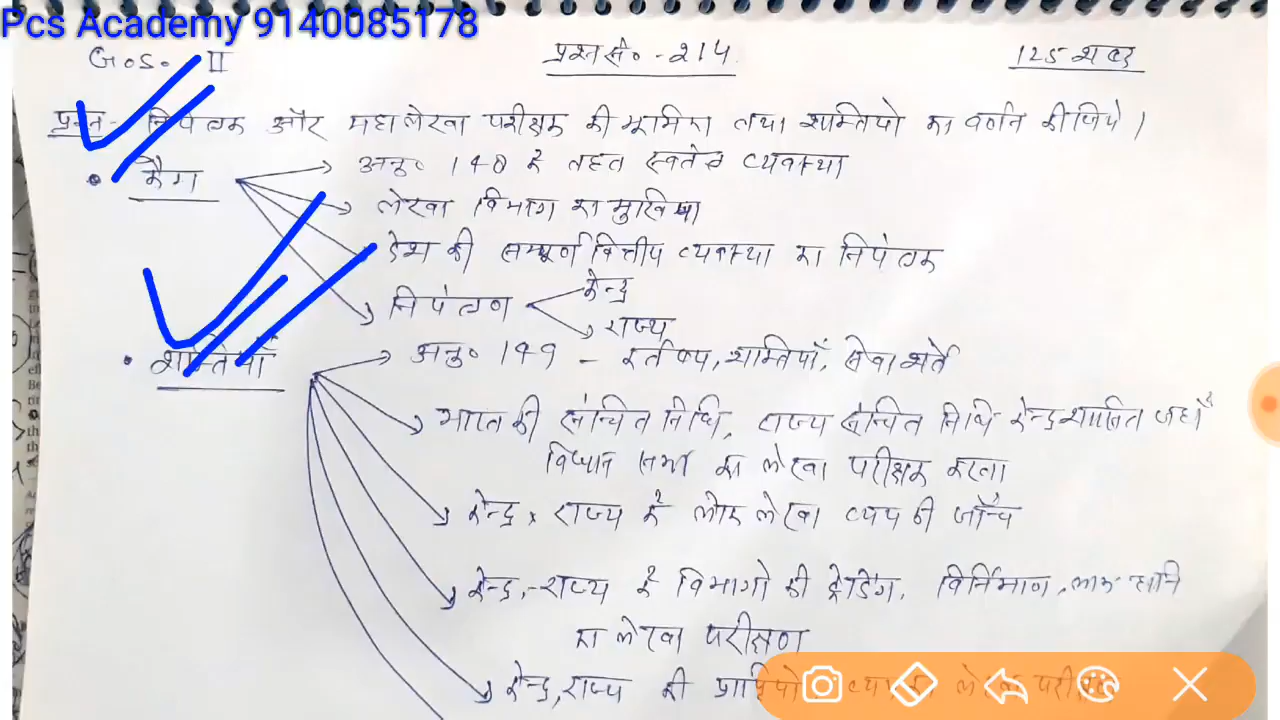 Pcs Academy 9140085178
G.S. II
प्रश्न सं० - 214
125 शब्द
प्रश्न- नियंत्रक और महालेखा परीक्षक की भूमिका तथा शक्तियो का वर्णन कीजिये।
• कैग
अनु० 148 के तहत स्वतंत्र व्यवस्था
लेखा विभाग का मुखिया
देश की सम्पूर्ण वित्तीय व्यवस्था का नियंत्रक
नियंत्रण
केन्द्र
राज्य
• शक्तियाँ
अनु० 149 - कर्तव्य, शक्तियाँ, सेवा शर्ते
भारत की संचित निधि, राज्य संचित निधि केन्द्रशासित जहाँ
विधान सभा का लेखा परीक्षक करता
केन्द्र x राज्य के लोक लेखा व्यय की जाँच
केन्द्र,-राज्य के विभागो की ट्रेडिंग, विर्निमाण, लाभ हानि
का लेखा परीक्षण
केन्द्र, राज्य की